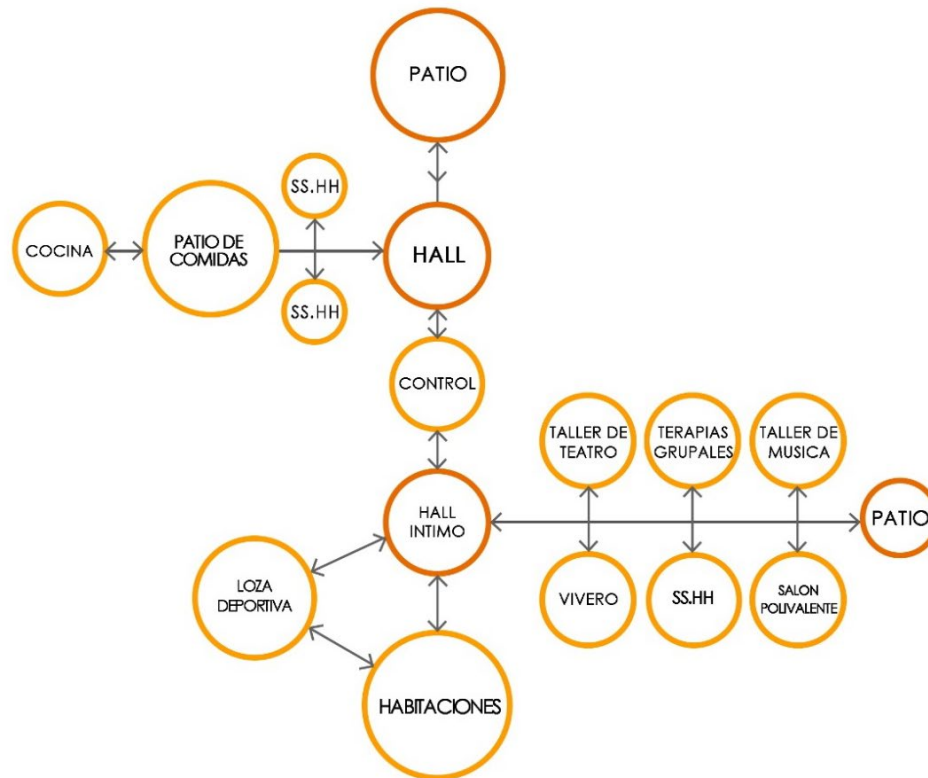 PATIO
SS.HH
COCINA
PATIO DE
COMIDAS
HALL
SS.HH
CONTROL
TALLER DE
TEATRO
TERAPIAS
GRUPALES
TALLER DE
MUSICA
HALL
INTIMO
PATIO
LOZA
DEPORTIVA
VIVERO
SS.HH
SALON
POLIVALENTE
HABITACIONES